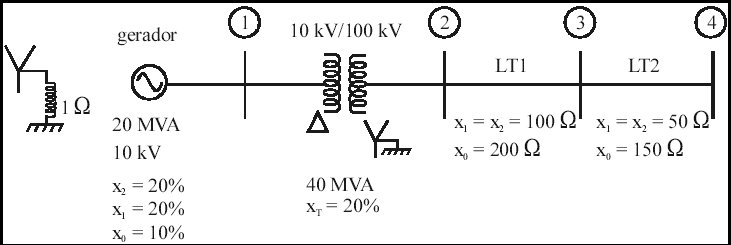 1
10 kV/100 kV
2
3
4
gerador
LT1
LT2
1 Ω
20 MVA
10 kV
x₂ = 20%
x₁ = 20%
x₀ = 10%
40 MVA
x_T = 20%
x₁ = x₂ = 100 Ω
x₀ = 200 Ω
x₁ = x₂ = 50 Ω
x₀ = 150 Ω